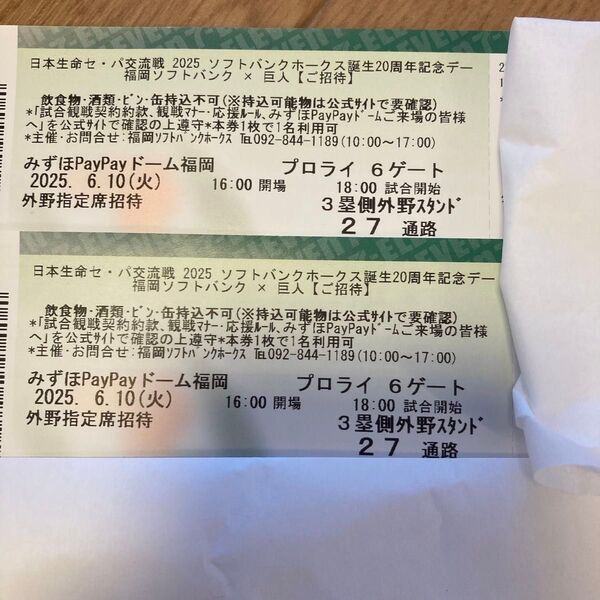 日本生命セ・パ交流戦 2025 ソフトバンクホークス誕生20周年記念デー
福岡ソフトバンク × 巨人【ご招待】
飲食物・酒類・ビン・缶持込不可(※持込可能物は公式サイトで要確認)
*「試合観戦契約約款、観戦マナー・応援ルール、みずほPayPayドームご来場の皆様
へ」を公式サイトで確認の上遵守*本券1枚で1名利用可
*主催・お問合せ:福岡ソフトバンクホークス ℡092-844-1189(10:00~17:00)
みずほPayPayドーム福岡 プロライ 6ゲート
2025. 6.10(火) 16:00 開場 18:00 試合開始
外野指定席招待 3塁側外野スタンド
27 通路
日本生命セ・パ交流戦 2025 ソフトバンクホークス誕生20周年記念デー
福岡ソフトバンク × 巨人【ご招待】
飲食物・酒類・ビン・缶持込不可(※持込可能物は公式サイトで要確認)
*「試合観戦契約約款、観戦マナー・応援ルール、みずほPayPayドームご来場の皆様
へ」を公式サイトで確認の上遵守*本券1枚で1名利用可
*主催・お問合せ:福岡ソフトバンクホークス ℡092-844-1189(10:00~17:00)
みずほPayPayドーム福岡 プロライ 6ゲート
2025. 6.10(火) 16:00 開場 18:00 試合開始
外野指定席招待 3塁側外野スタンド
27 通路